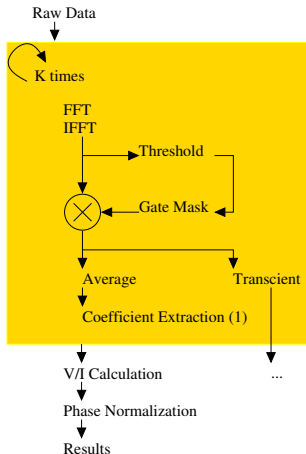 Raw Data
K times
FFT
IFFT
Threshold
Gate Mask
Average
Transcient
Coefficient Extraction (1)
V/I Calculation
...
Phase Normalization
Results